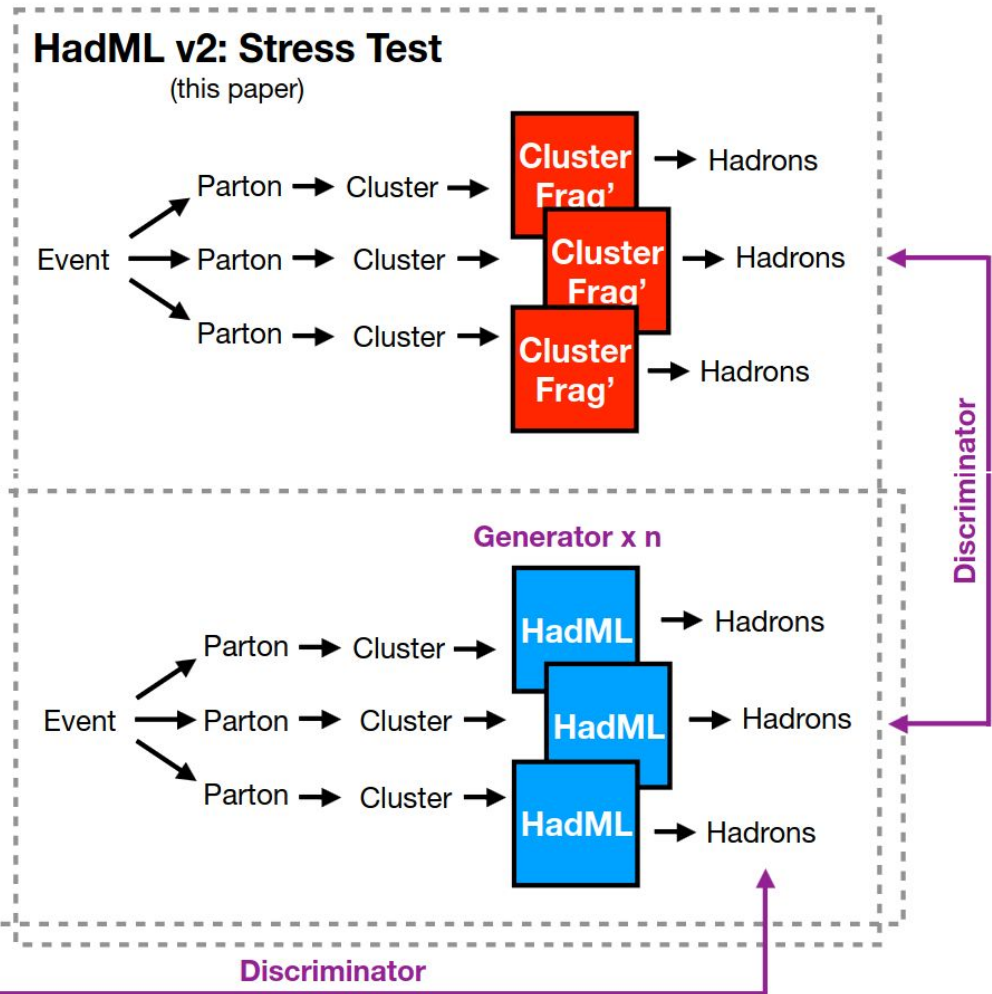 HadML v2: Stress Test
(this paper)
Cluster
Frag’
Parton Cluster Hadrons
Cluster
Frag’
Event Parton Cluster Hadrons
Cluster
Frag’
Parton Cluster Hadrons
Discriminator
Generator x n
HadML
Parton Cluster Hadrons
HadML
Event Parton Cluster Hadrons
HadML
Parton Cluster Hadrons
Discriminator